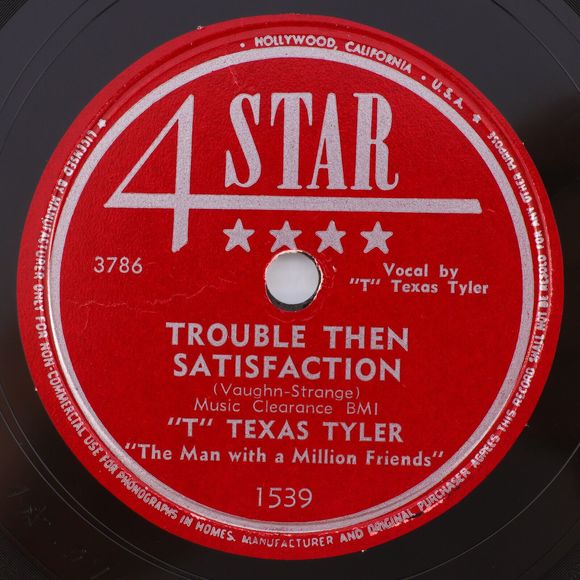 ★ HOLLYWOOD, CALIFORNIA. • U.S.A. ★
4 STAR
★ ★ ★ ★
3786
Vocal by
"T" Texas Tyler
TROUBLE THEN
SATISFACTION
(Vaughn-Strange)
Music Clearance BMI
"T" TEXAS TYLER
"The Man with a Million Friends"
1539
LICENSED BY MANUFACTURER ONLY FOR NON-COMMERCIAL USE FOR PHONOGRAPHS IN HOMES. MANUFACTURER AND ORIGINAL PURCHASER AGREES THIS RECORD SHALL NOT BE RESOLD FOR ANY OTHER PURPOSE